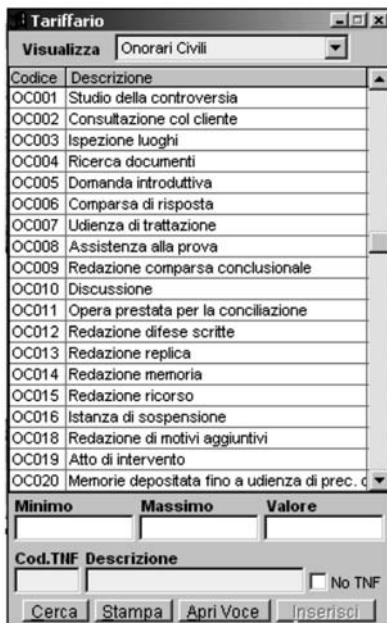 Tariffario
Visualizza Onorari Civili
Codice Descrizione
OC001 Studio della controversia
OC002 Consultazione col cliente
OC003 Ispezione luoghi
OC004 Ricerca documenti
OC005 Domanda introduttiva
OC006 Comparsa di risposta
OC007 Udienza di trattazione
OC008 Assistenza alla prova
OC009 Redazione comparsa conclusionale
OC010 Discussione
OC011 Opera prestata per la conciliazione
OC012 Redazione difese scritte
OC013 Redazione replica
OC014 Redazione memoria
OC015 Redazione ricorso
OC016 Istanza di sospensione
OC018 Redazione di motivi aggiuntivi
OC019 Atto di intervento
OC020 Memorie depositata fino a udienza di prec. c
Minimo Massimo Valore
Cod.TNF Descrizione
No TNF
Cerca Stampa Apri Voce Inserisci